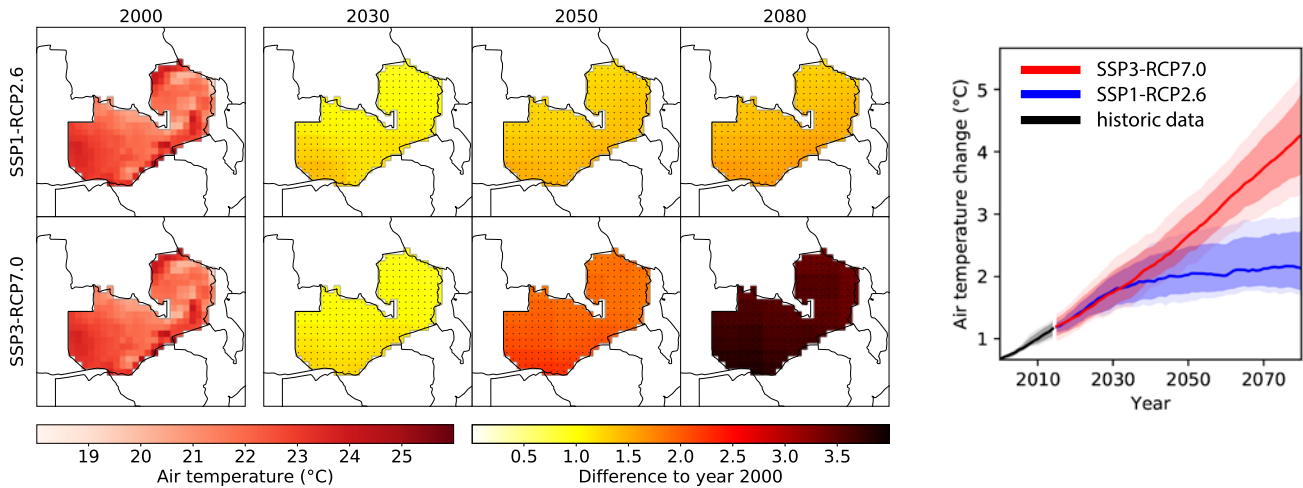 2000
2030
2050
2080
SSP1-RCP2.6
SSP3-RCP7.0
19 20 21 22 23 24 25
Air temperature (°C)
0.5 1.0 1.5 2.0 2.5 3.0 3.5
Difference to year 2000
SSP3-RCP7.0
SSP1-RCP2.6
historic data
Air temperature change (°C)
5
4
3
2
1
2010 2030 2050 2070
Year